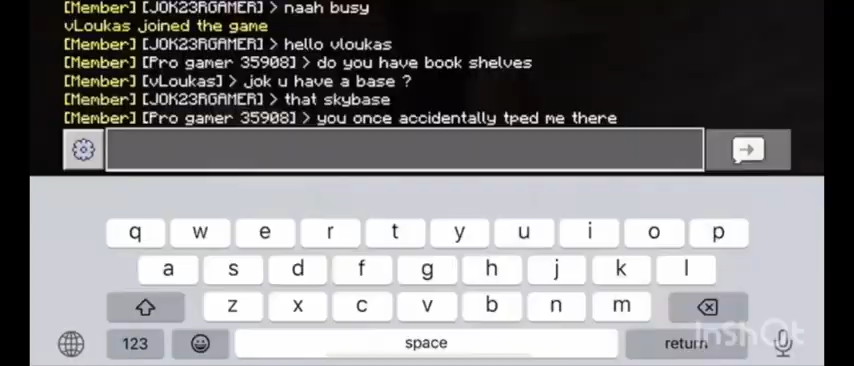 [Member] [JOK23RGAMER] > naah busy
vLoukas joined the game
[Member] [JOK23RGAMER] > hello vloukas
[Member] [Pro gamer 35908] > do you have book shelves
[Member] [vLoukas] > jok u have a base ?
[Member] [JOK23RGAMER] > that skybase
[Member] [Pro gamer 35908] > you once accidentally tped me there
q w e r t y u i o p
a s d f g h j k l
z x c v b n m
123 space return
InShOt